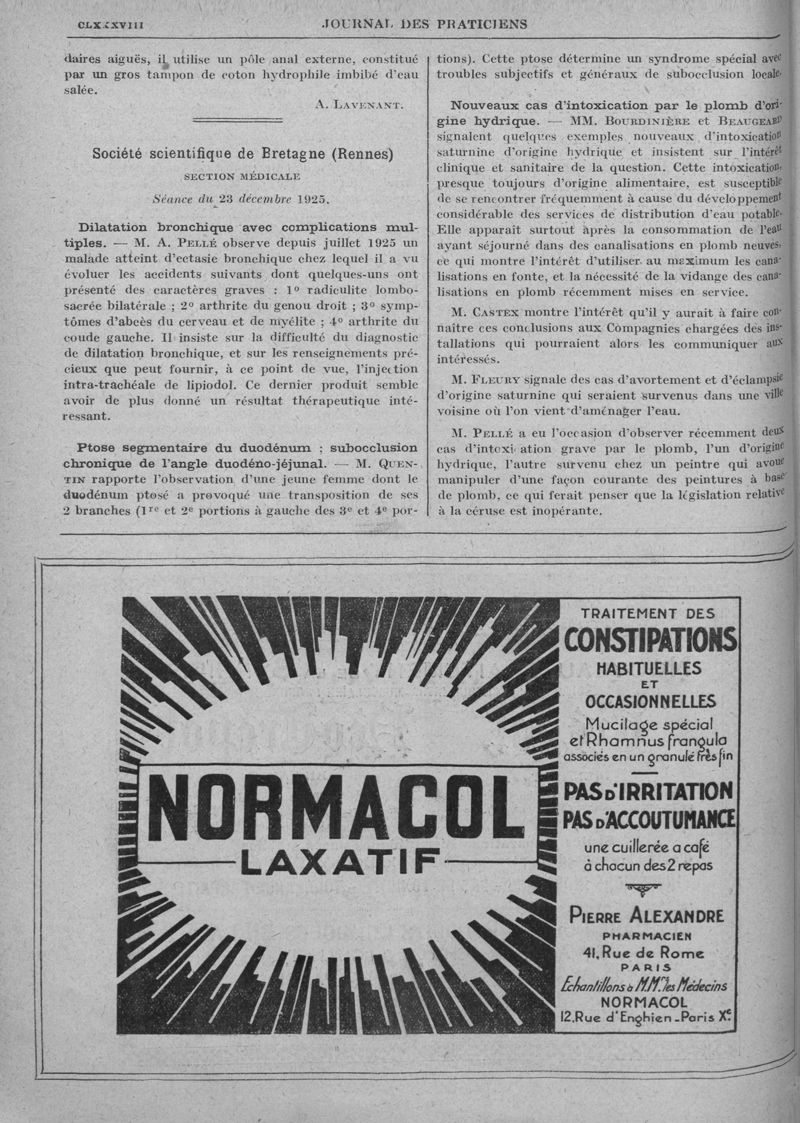 CLXXXVIII JOURNAL DES PRATICIENS
daires aiguës, il utilise un pôle anal externe, constitué
par un gros tampon de coton hydrophile imbibé d'eau
salée.
A. LAVENANT.
Société scientifique de Bretagne (Rennes)
SECTION MÉDICALE
Séance du 23 décembre 1925.
Dilatation bronchique avec complications mul-
tiples. — M. A. PELLÉ observe depuis juillet 1925 un
malade atteint d'ectasie bronchique chez lequel il a vu
évoluer les accidents suivants dont quelques-uns ont
présenté des caractères graves : 1º radiculite lombo-
sacrée bilatérale ; 2º arthrite du genou droit ; 3º symp-
tômes d'abcès du cerveau et de myélite ; 4º arthrite du
coude gauche. Il insiste sur la difficulté du diagnostic
de dilatation bronchique, et sur les renseignements pré-
cieux que peut fournir, à ce point de vue, l'injection
intra-trachéale de lipiodol. Ce dernier produit semble
avoir de plus donné un résultat thérapeutique inté-
ressant.
Ptose segmentaire du duodénum ; subocclusion
chronique de l'angle duodéno-jéjunal. — M. QUEN-
TIN rapporte l'observation d'une jeune femme dont le
duodénum ptosé a provoqué une transposition de ses
2 branches (1re et 2e portions à gauche des 3e et 4e por-
tions). Cette ptose détermine un syndrome spécial avec
troubles subjectifs et généraux de subocclusion locale.
Nouveaux cas d'intoxication par le plomb d'ori-
gine hydrique. — MM. BOURDINIÈRE et BEAUGEARD
signalent quelques exemples nouveaux d'intoxication
saturnine d'origine hydrique et insistent sur l'intérêt
clinique et sanitaire de la question. Cette intoxication,
presque toujours d'origine alimentaire, est susceptible
de se rencontrer fréquemment à cause du développement
considérable des services de distribution d'eau potable.
Elle apparaît surtout après la consommation de l'eau
ayant séjourné dans des canalisations en plomb neuves,
ce qui montre l'intérêt d'utiliser au maximum les cana-
lisations en fonte, et la nécessité de la vidange des cana-
lisations en plomb récemment mises en service.
M. CASTEX montre l'intérêt qu'il y aurait à faire con-
naître ces conclusions aux Compagnies chargées des ins-
tallations qui pourraient alors les communiquer aux
intéressés.
M. FLEURY signale des cas d'avortement et d'éclampsie
d'origine saturnine qui seraient survenus dans une ville
voisine où l'on vient d'aménager l'eau.
M. PELLÉ a eu l'occasion d'observer récemment deux
cas d'intoxication grave par le plomb, l'un d'origine
hydrique, l'autre survenu chez un peintre qui avoue
manipuler d'une façon courante des peintures à base
de plomb, ce qui ferait penser que la législation relative
à la céruse est inopérante.
NORMACOL
LAXATIF
TRAITEMENT DES
CONSTIPATIONS
HABITUELLES
ET
OCCASIONNELLES
Mucilage spécial
et Rhamnus frangula
associés en un granulé très fin
PAS D'IRRITATION
PAS D'ACCOUTUMANCE
une cuillerée a café
à chacun des 2 repas
PIERRE ALEXANDRE
PHARMACIEN
41, Rue de Rome
PARIS
Echantillons à M.M.rs les Médecins
NORMACOL
12, Rue d'Enghien - Paris Xe